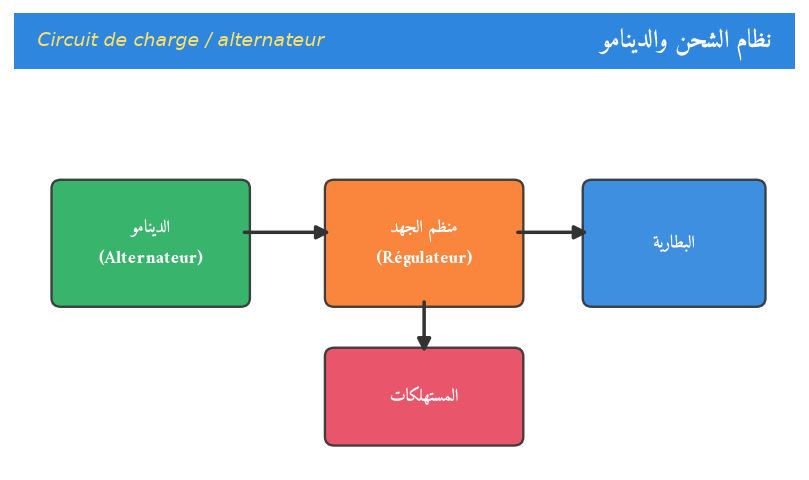 نظام الشحن والدينامو
Circuit de charge / alternateur
الدينامو
(Alternateur)
منظم الجهد
(Régulateur)
البطارية
المستهلكات